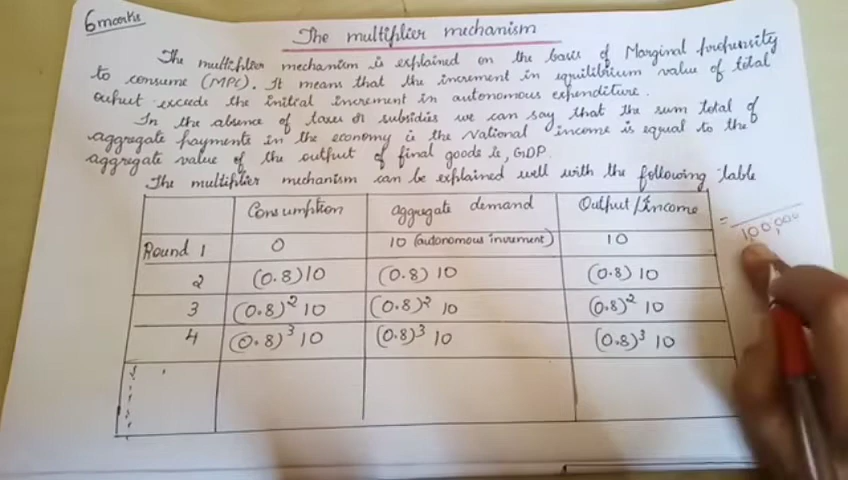 6 marks
The multiplier mechanism
The multiplier mechanism is explained on the basis of Marginal propensity
to consume (MPC). It means that the increment in equilibrium value of total
output exceeds the initial increment in autonomous expenditure.
In the absence of taxes or subsidies we can say that the sum total of
aggregate payments in the economy ie the National income is equal to the
aggregate value of the output of final goods ie, GDP.
The multiplier mechanism can be explained well with the following table
Consumption Aggregate demand Output/Income
Round 1 0 10 (autonomous increment) 10
2 (0.8)10 (0.8) 10 (0.8) 10
3 (0.8)² 10 (0.8)² 10 (0.8)² 10
4 (0.8)³ 10 (0.8)³ 10 (0.8)³ 10
= 100,000